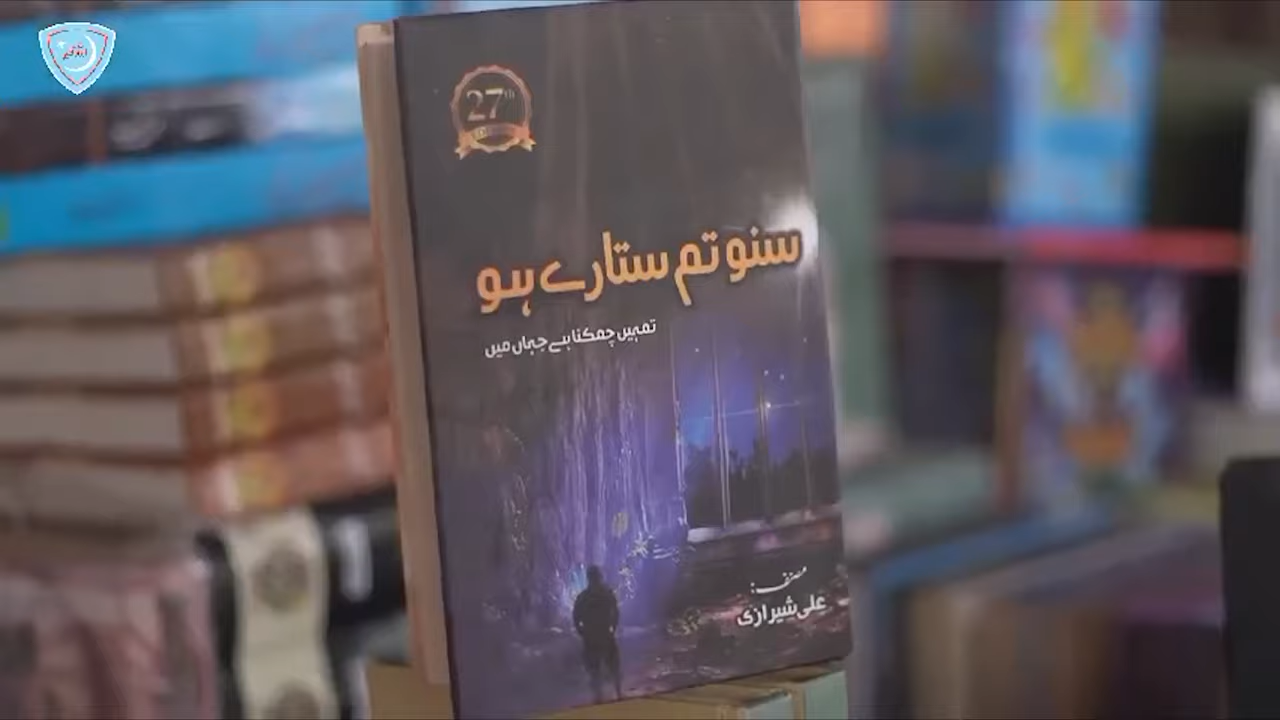 27TH
سنو تم ستارے ہو
تمہیں چمکنا ہے جہاں میں
مصنف:
علی شیرازی